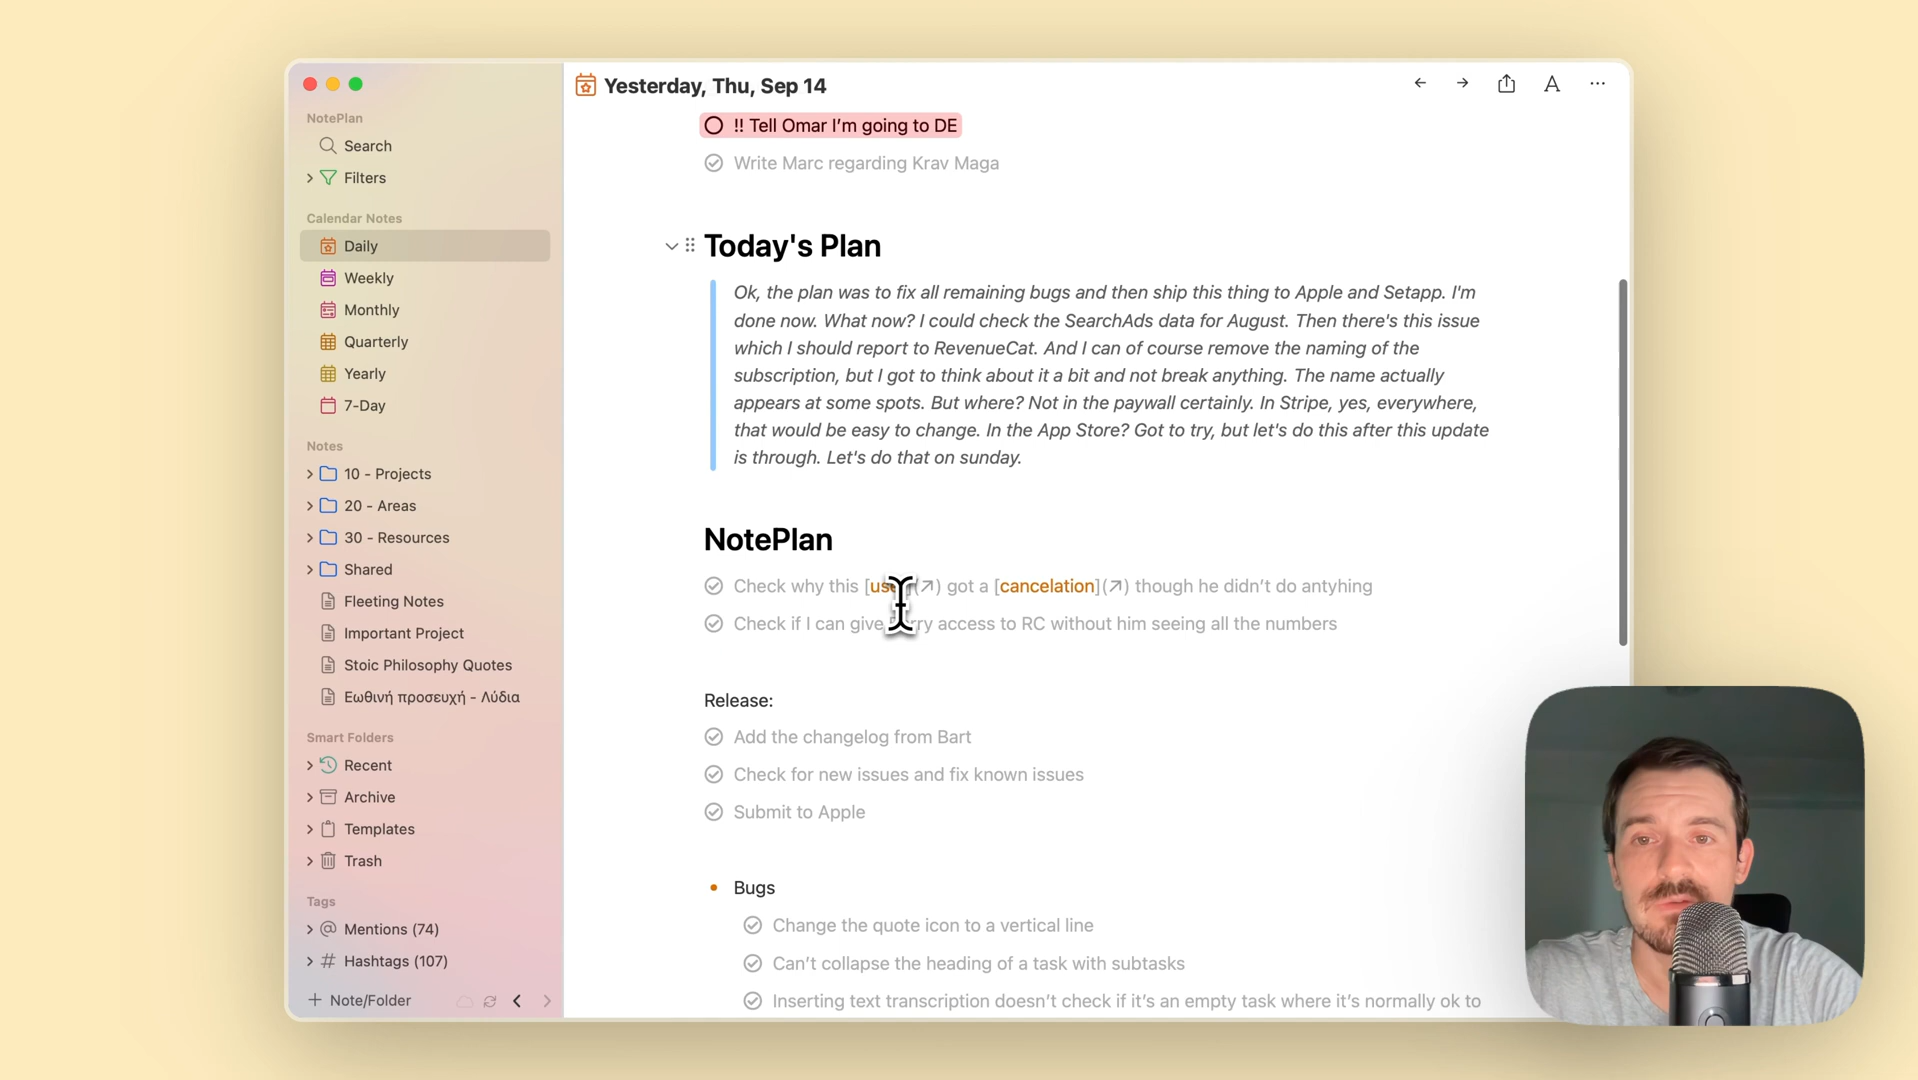 NotePlan
Search
Filters
Calendar Notes
Daily
Weekly
Monthly
Quarterly
Yearly
7-Day
Notes
10 - Projects
20 - Areas
30 - Resources
Shared
Fleeting Notes
Important Project
Stoic Philosophy Quotes
Εωθινή προσευχή - Λύδια
Smart Folders
Recent
Archive
Templates
Trash
Tags
Mentions (74)
Hashtags (107)
Note/Folder
Yesterday, Thu, Sep 14
!! Tell Omar I’m going to DE
Write Marc regarding Krav Maga
Today's Plan
Ok, the plan was to fix all remaining bugs and then ship this thing to Apple and Setapp. I'm
done now. What now? I could check the SearchAds data for August. Then there's this issue
which I should report to RevenueCat. And I can of course remove the naming of the
subscription, but I got to think about it a bit and not break anything. The name actually
appears at some spots. But where? Not in the paywall certainly. In Stripe, yes, everywhere,
that would be easy to change. In the App Store? Got to try, but let's do this after this update
is through. Let's do that on sunday.
NotePlan
Check why this [(↗) got a [cancelation](↗) though he didn’t do antyhing
Check if I can give access to RC without him seeing all the numbers
Release:
Add the changelog from Bart
Check for new issues and fix known issues
Submit to Apple
Bugs
Change the quote icon to a vertical line
Can’t collapse the heading of a task with subtasks
Inserting text transcription doesn’t check if it’s an empty task where it’s normally ok to